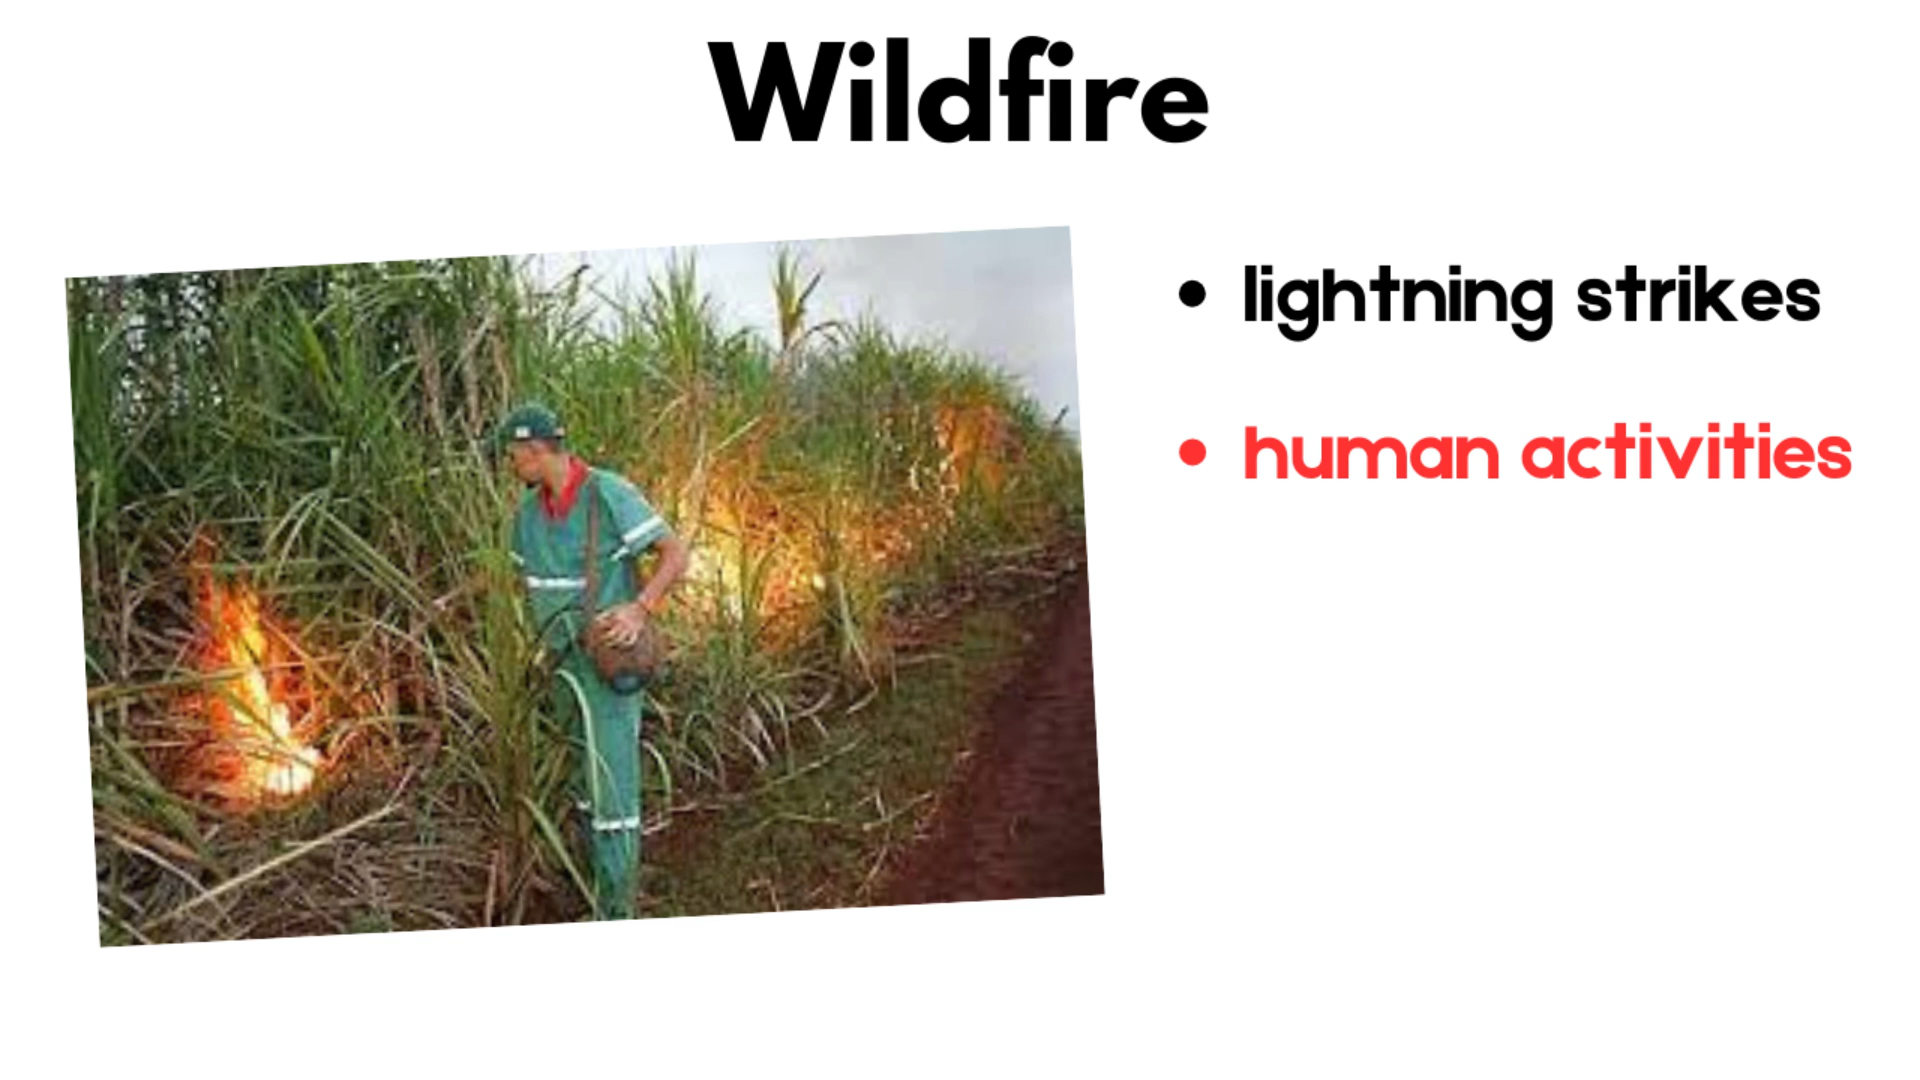 Wildfire
• lightning strikes
• human activities